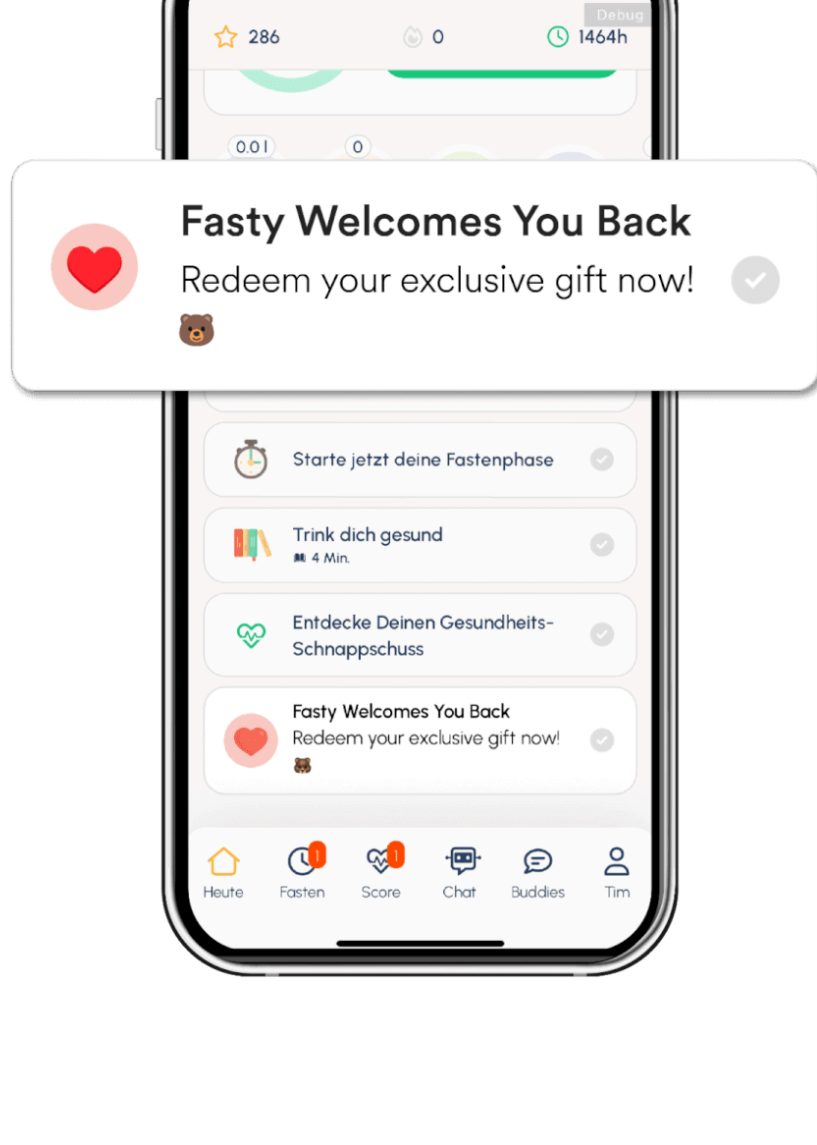 Debug
286
0
1464h
0.0 l
0
Fasty Welcomes You Back
Redeem your exclusive gift now!
🐻
Starte jetzt deine Fastenphase
Trink dich gesund
4 Min.
Entdecke Deinen Gesundheits-
Schnappschuss
Fasty Welcomes You Back
Redeem your exclusive gift now!
🐻
1
1
Heute
Fasten
Score
Chat
Buddies
Tim